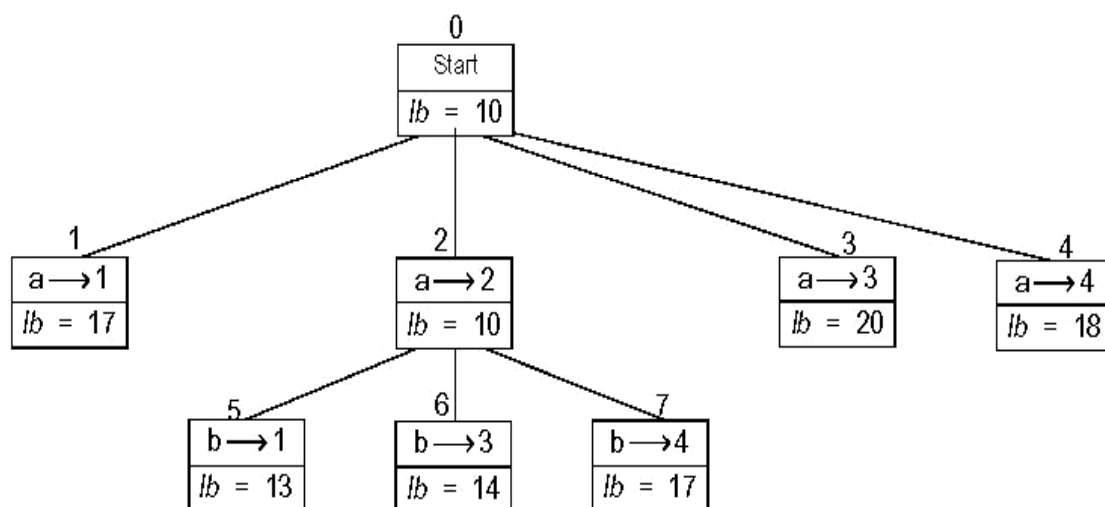 0
Start
lb = 10
1
2
3
4
a→1
a→2
a→3
a→4
lb = 17
lb = 10
lb = 20
lb = 18
5
6
7
b→1
b→3
b→4
lb = 13
lb = 14
lb = 17